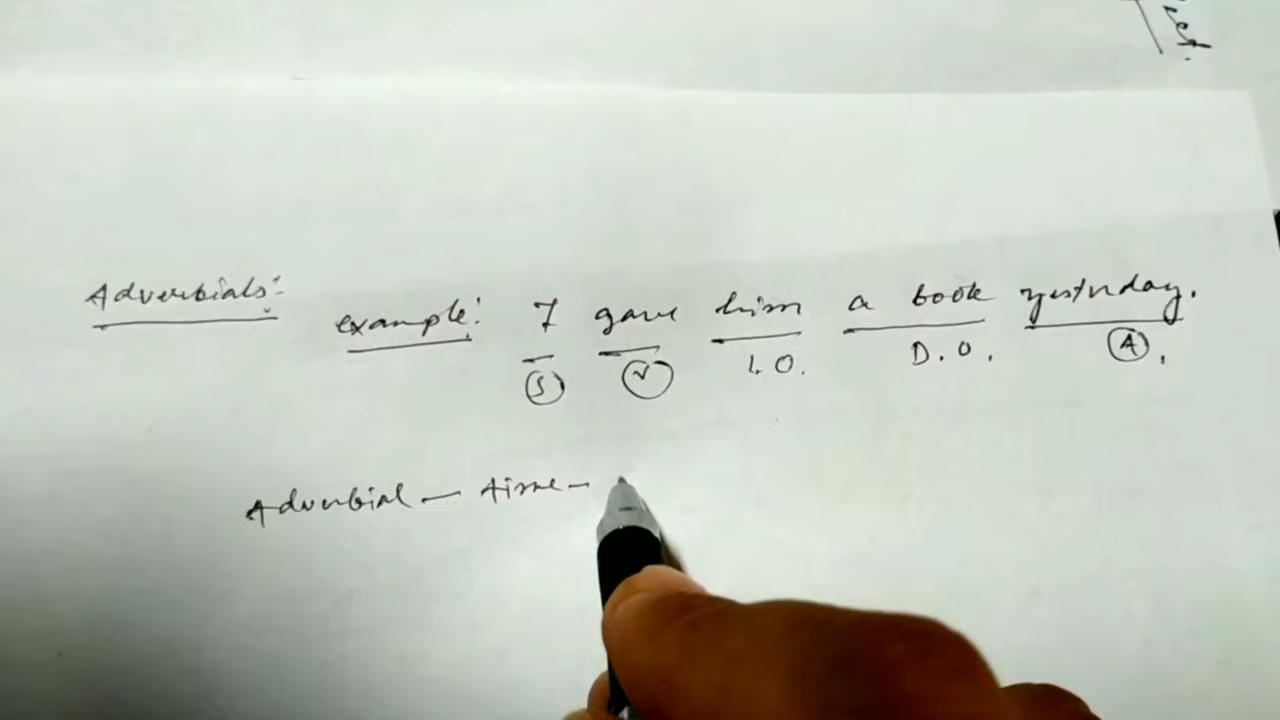 Adverbials:-
example: I gave him a book yesterday.
S V I.O. D.O. A.
Adverbial - time -